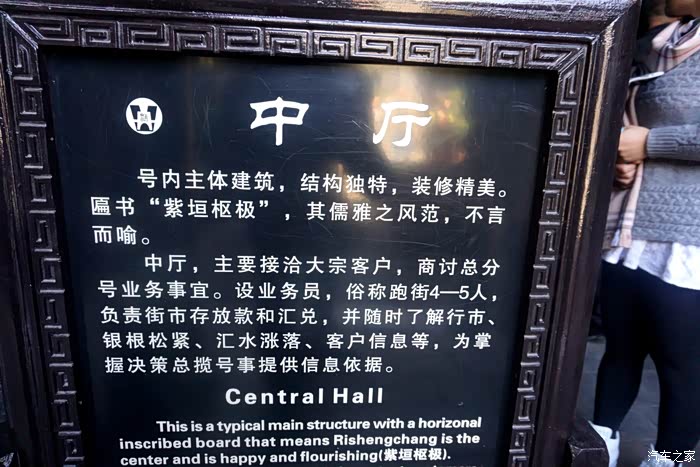 中厅
号内主体建筑，结构独特，装修精美。
匾书“紫垣枢极”，其儒雅之风范，不言
而喻。
中厅，主要接洽大宗客户，商讨总分
号业务事宜。设业务员，俗称跑街4—5人，
负责街市存放款和汇兑，并随时了解行市、
银根松紧、汇水涨落、客户信息等，为掌
握决策总揽号事提供信息依据。
Central Hall
This is a typical main structure with a horizonal
inscribed board that means Rishengchang is the
center and is happy and flourishing(紫垣枢极).
汽车之家